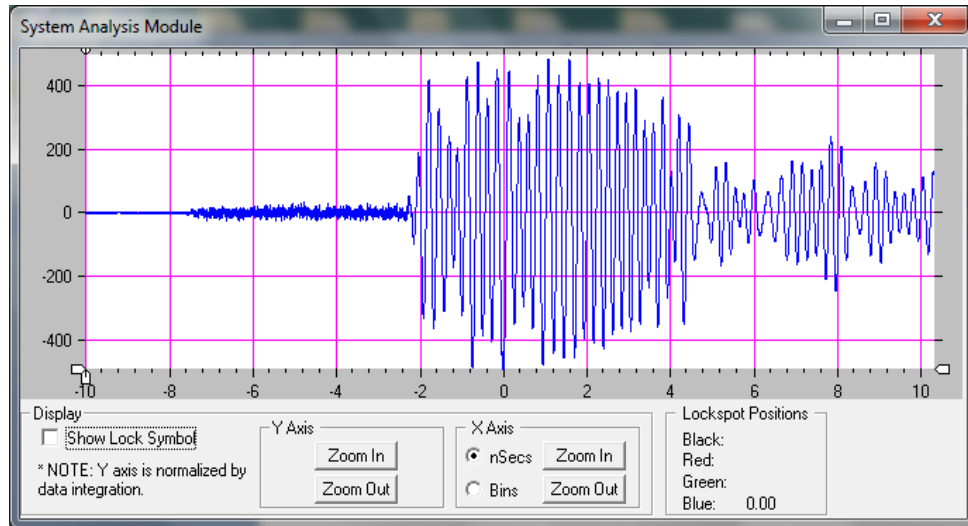 System Analysis Module
400
200
0
-200
-400
-10 -8 -6 -4 -2 0 2 4 6 8 10
Display
Show Lock Symbol
* NOTE: Y axis is normalized by
data integration.
Y Axis
Zoom In
Zoom Out
X Axis
nSecs Zoom In
Bins Zoom Out
Lockspot Positions
Black:
Red:
Green:
Blue: 0.00